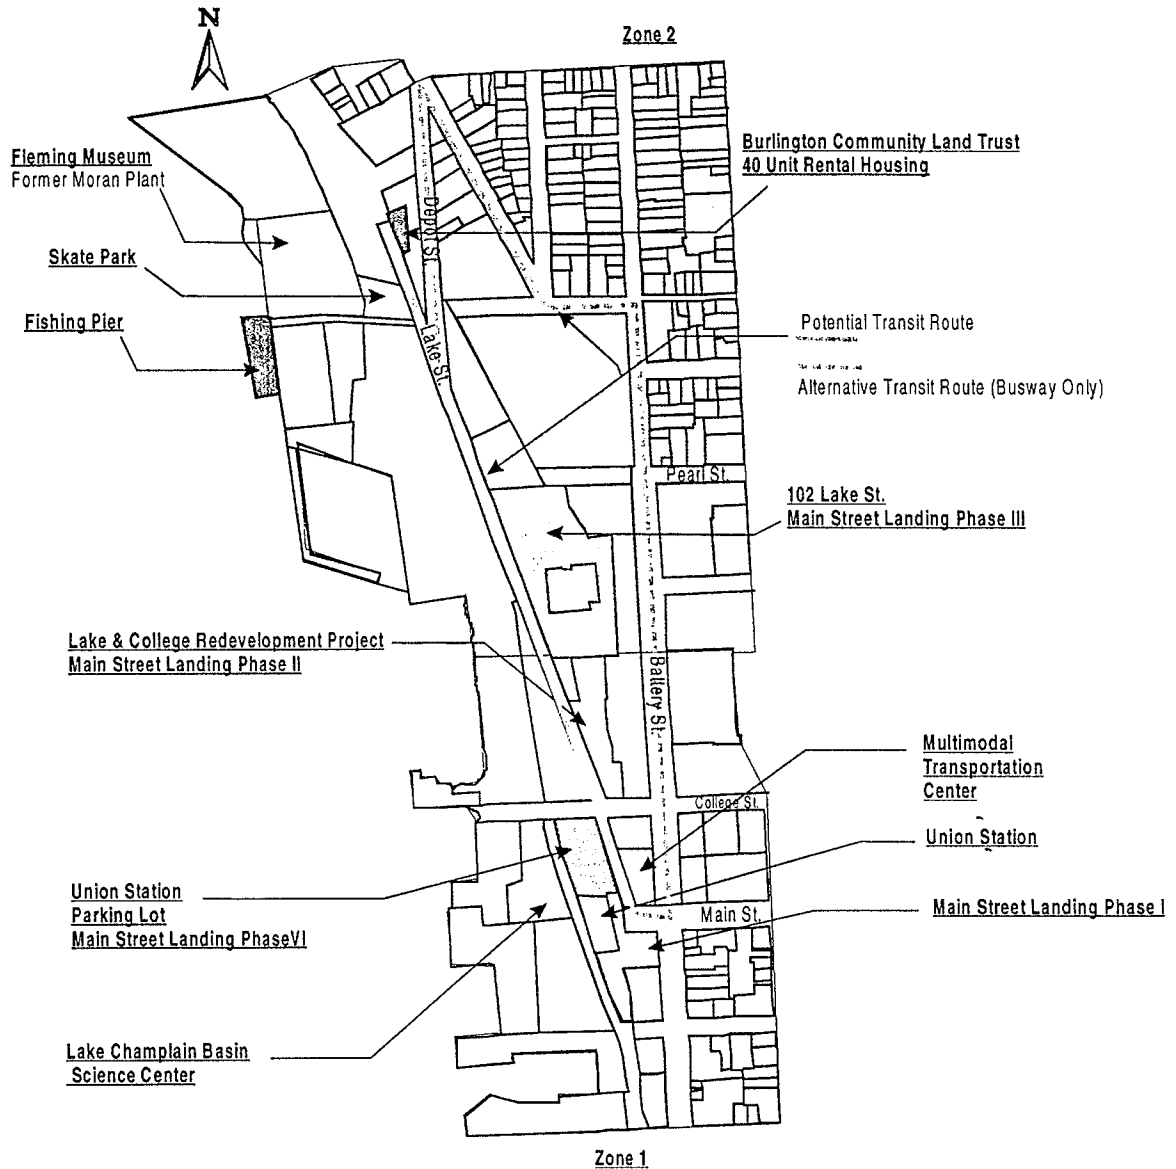 N
Zone 2
Fleming Museum
Former Moran Plant
Burlington Community Land Trust
40 Unit Rental Housing
Depot St.
Skate Park
Fishing Pier
Lake St.
Potential Transit Route
Alternative Transit Route (Busway Only)
Pearl St.
102 Lake St.
Main Street Landing Phase III
Lake & College Redevelopment Project
Main Street Landing Phase II
Battery St.
Multimodal
Transportation
Center
College St.
Union Station
Union Station
Parking Lot
Main Street Landing PhaseVI
Main St.
Main Street Landing Phase I
Lake Champlain Basin
Science Center
Zone 1